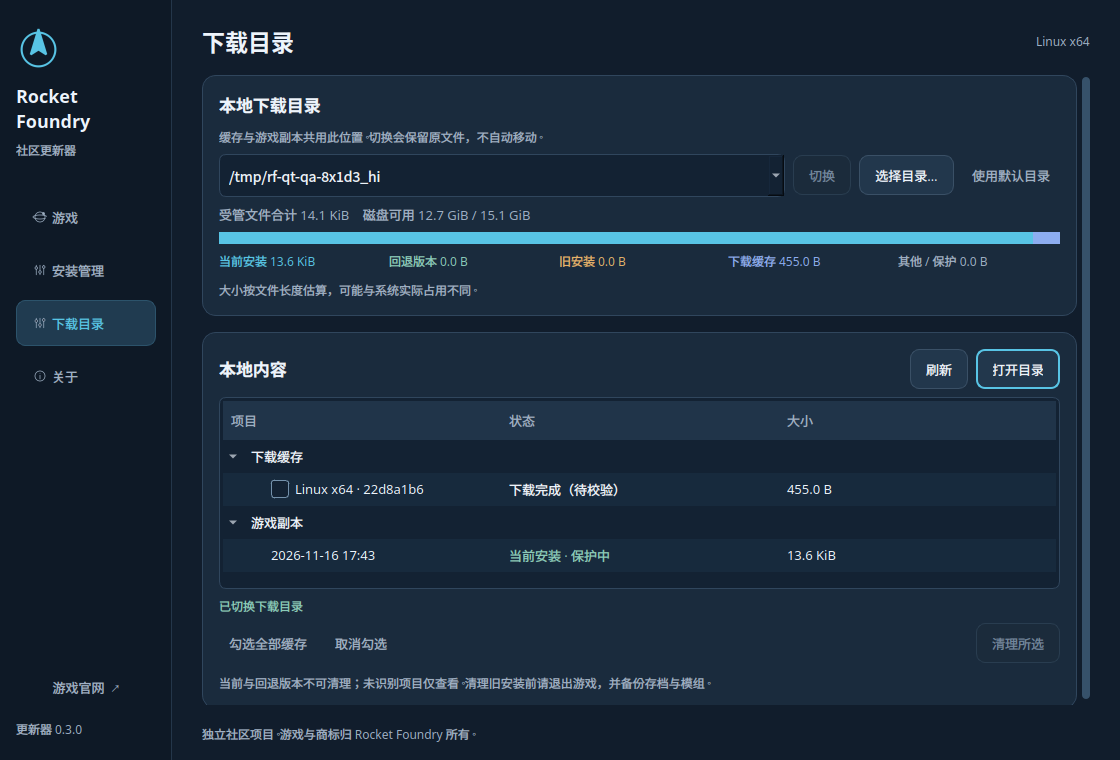 Rocket
Foundry
社区更新器
游戏
安装管理
下载目录
关于
游戏官网 ↗
更新器 0.3.0
下载目录
Linux x64
本地下载目录
缓存与游戏副本共用此位置。切换会保留原文件，不自动移动。
/tmp/rf-qt-qa-8x1d3_hi
切换
选择目录...
使用默认目录
受管文件合计 14.1 KiB 磁盘可用 12.7 GiB / 15.1 GiB
当前安装 13.6 KiB 回退版本 0.0 B 旧安装 0.0 B 下载缓存 455.0 B 其他 / 保护 0.0 B
大小按文件长度估算，可能与系统实际占用不同。
本地内容
刷新
打开目录
项目 状态 大小
下载缓存
Linux x64 · 22d8a1b6 下载完成（待校验） 455.0 B
游戏副本
2026-11-16 17:43 当前安装 · 保护中 13.6 KiB
已切换下载目录
勾选全部缓存 取消勾选 清理所选
当前与回退版本不可清理；未识别项目仅查看。清理旧安装前请退出游戏，并备份存档与模组。
独立社区项目。游戏与商标归 Rocket Foundry 所有。